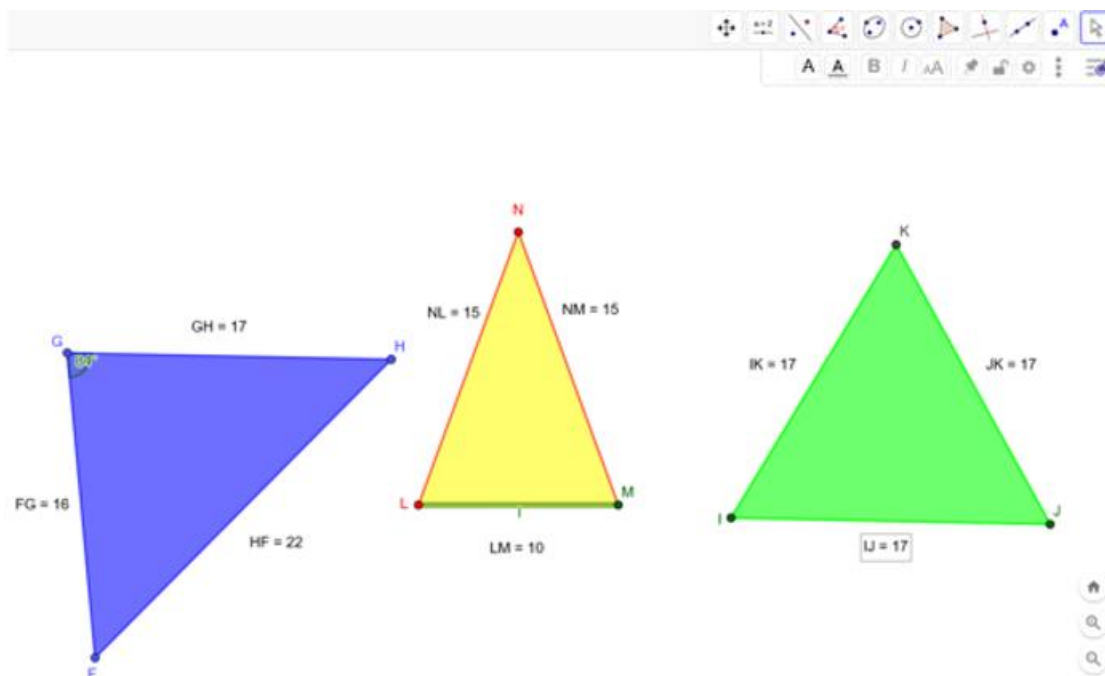 a=2
A
A A B I AA
N
K
NL = 15
NM = 15
GH = 17
G
H
IK = 17
JK = 17
FG = 16
L
M
I
J
HF = 22
LM = 10
IJ = 17
F